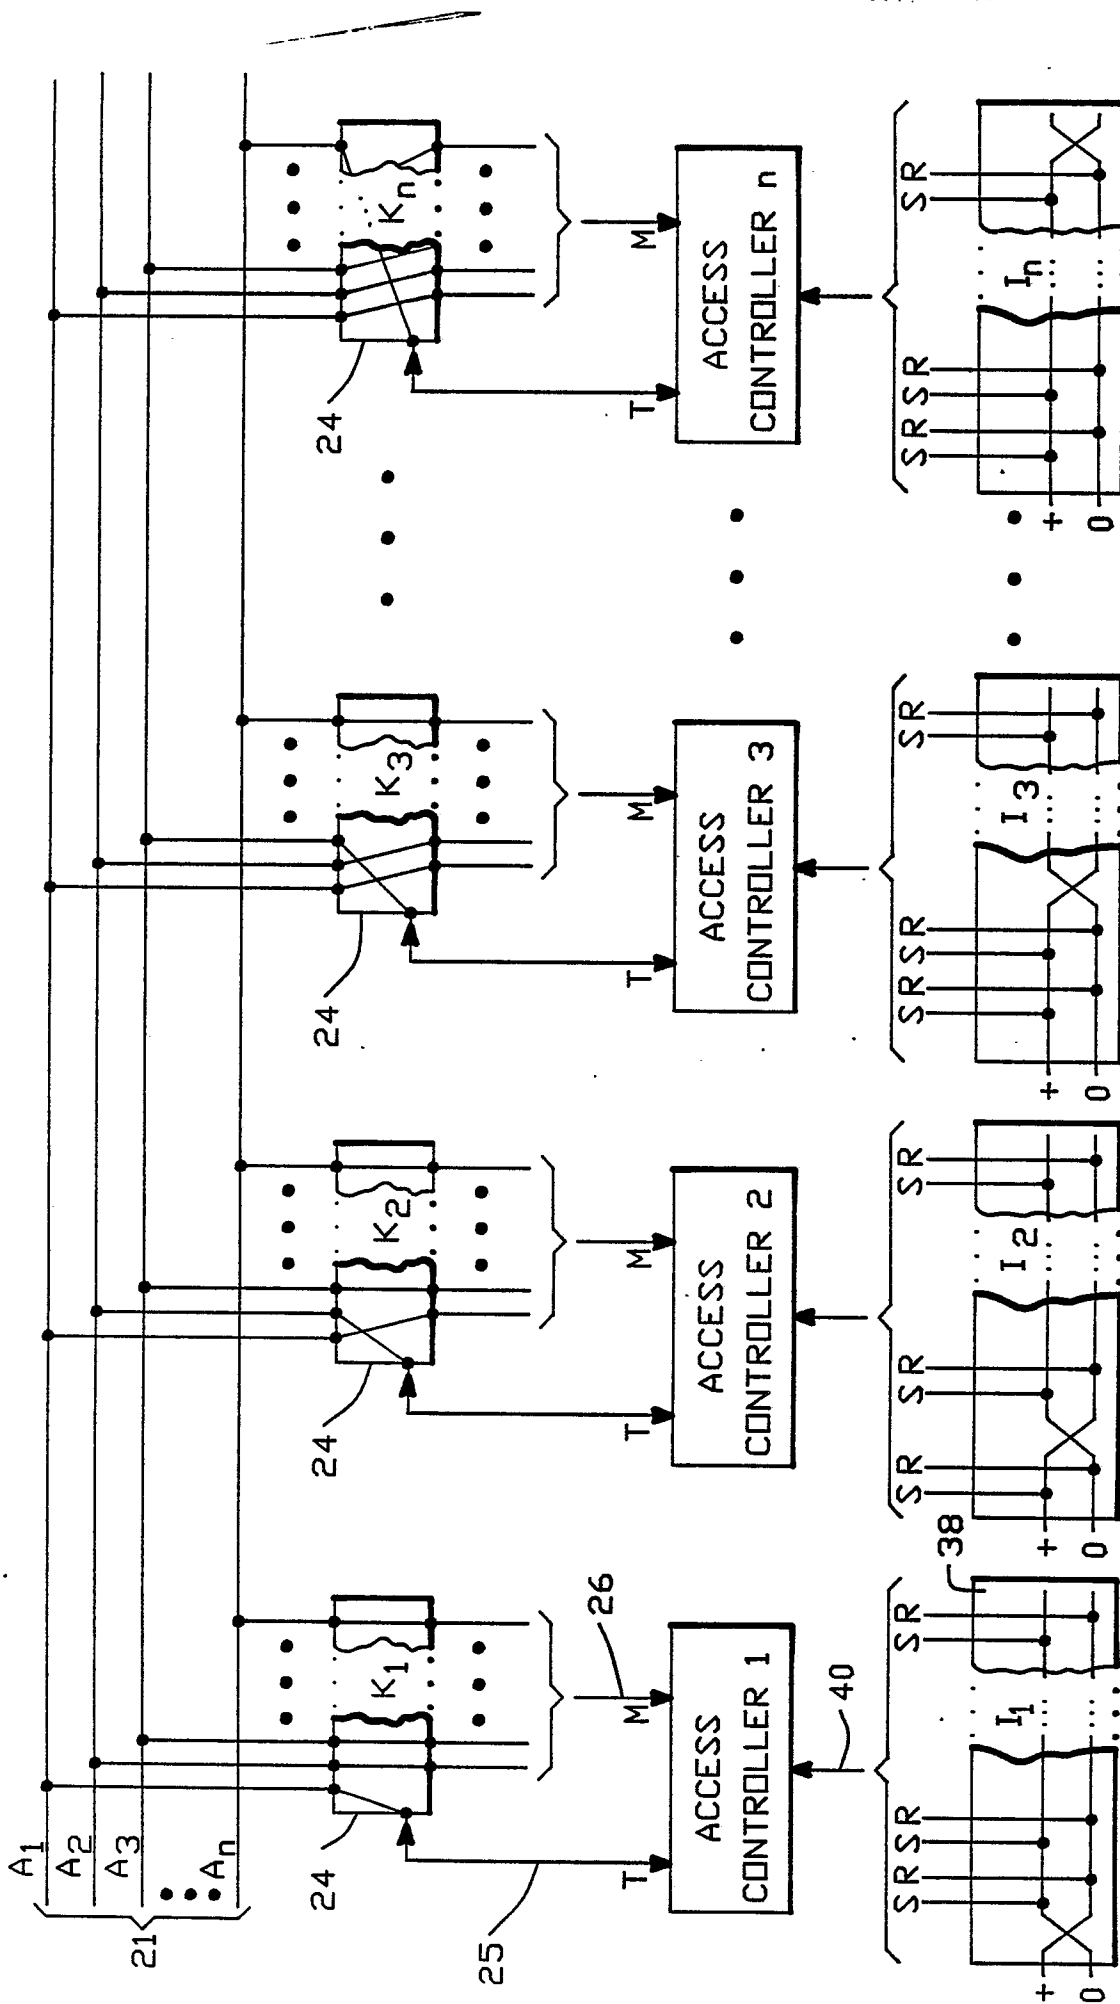 A1
A2
A3
An
21
24
24
24
24
K1
K2
K3
Kn
25
26
T
M
T
M
T
M
T
M
ACCESS
CONTROLLER 1
ACCESS
CONTROLLER 2
ACCESS
CONTROLLER 3
ACCESS
CONTROLLER n
40
38
S R S R S R
S R S R S R
S R S R S R
S R S R S R
I1
I2
I3
In
+
0
+
0
+
0
+
0